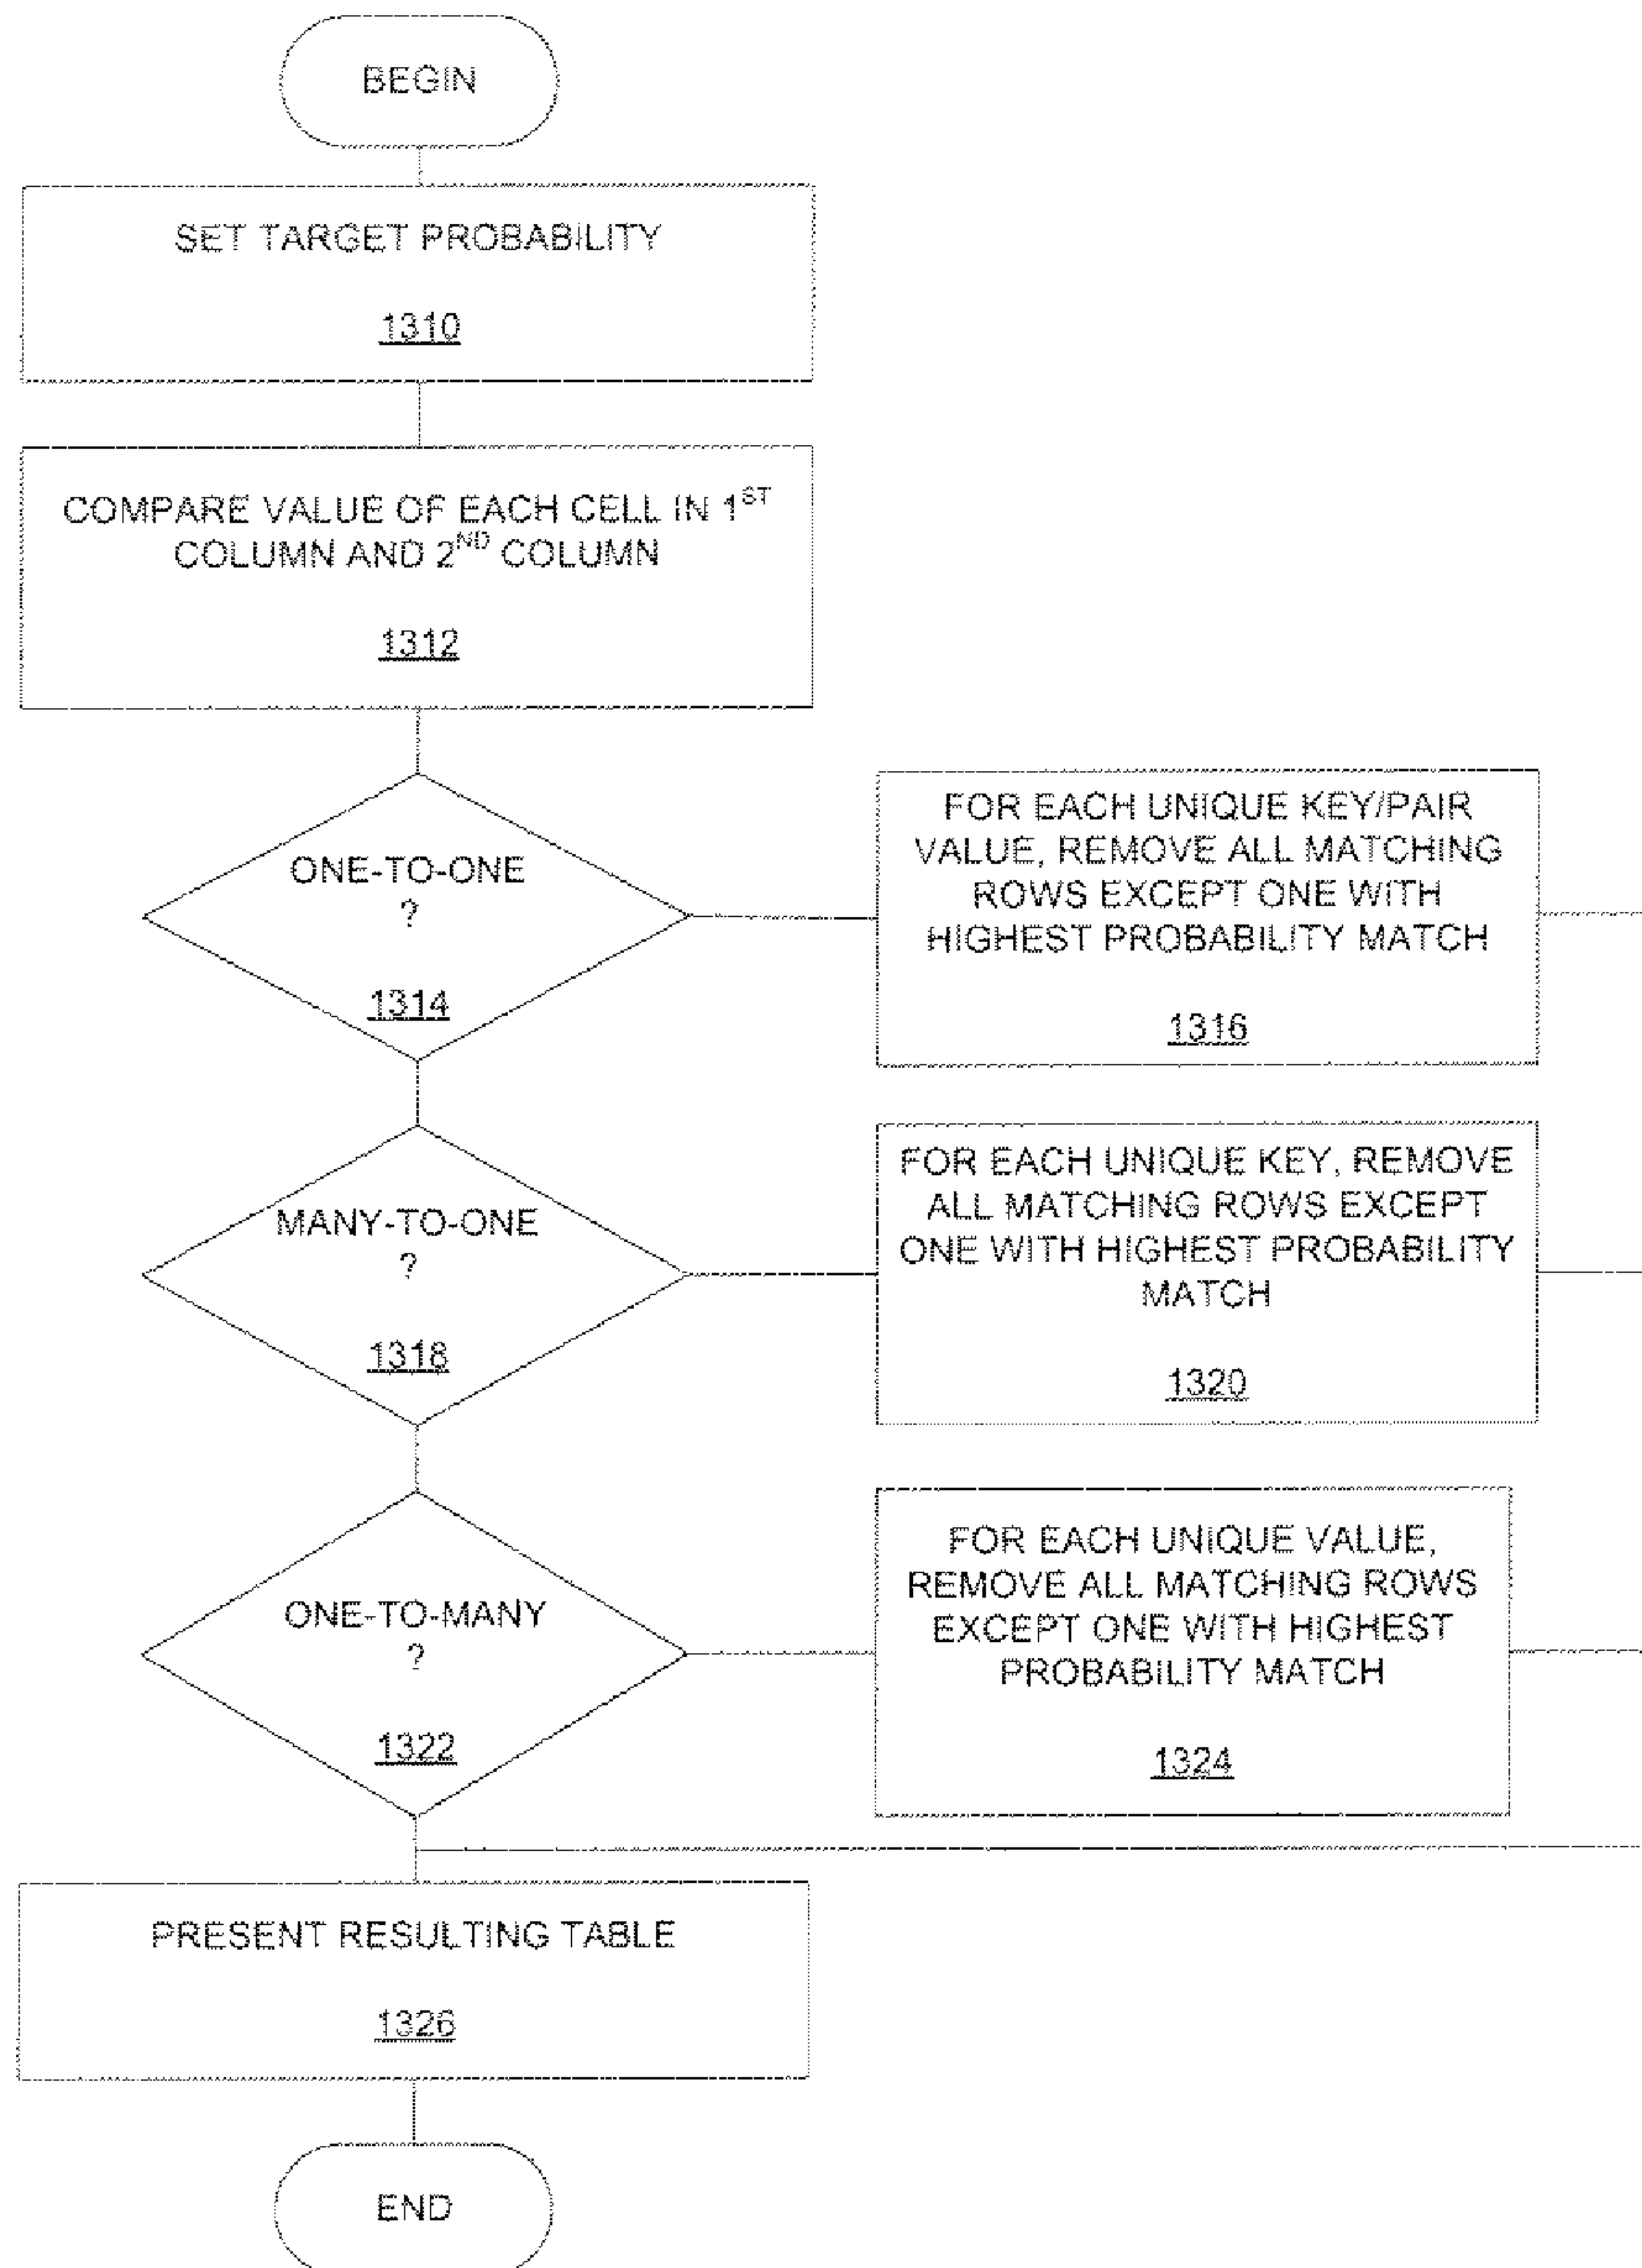 BEGIN
SET TARGET PROBABILITY
1310
COMPARE VALUE OF EACH CELL IN 1ST
COLUMN AND 2ND COLUMN
1312
ONE-TO-ONE
?
1314
FOR EACH UNIQUE KEY/PAIR
VALUE, REMOVE ALL MATCHING
ROWS EXCEPT ONE WITH
HIGHEST PROBABILITY MATCH
1316
MANY-TO-ONE
?
1318
FOR EACH UNIQUE KEY, REMOVE
ALL MATCHING ROWS EXCEPT
ONE WITH HIGHEST PROBABILITY
MATCH
1320
ONE-TO-MANY
?
1322
FOR EACH UNIQUE VALUE,
REMOVE ALL MATCHING ROWS
EXCEPT ONE WITH HIGHEST
PROBABILITY MATCH
1324
PRESENT RESULTING TABLE
1326
END